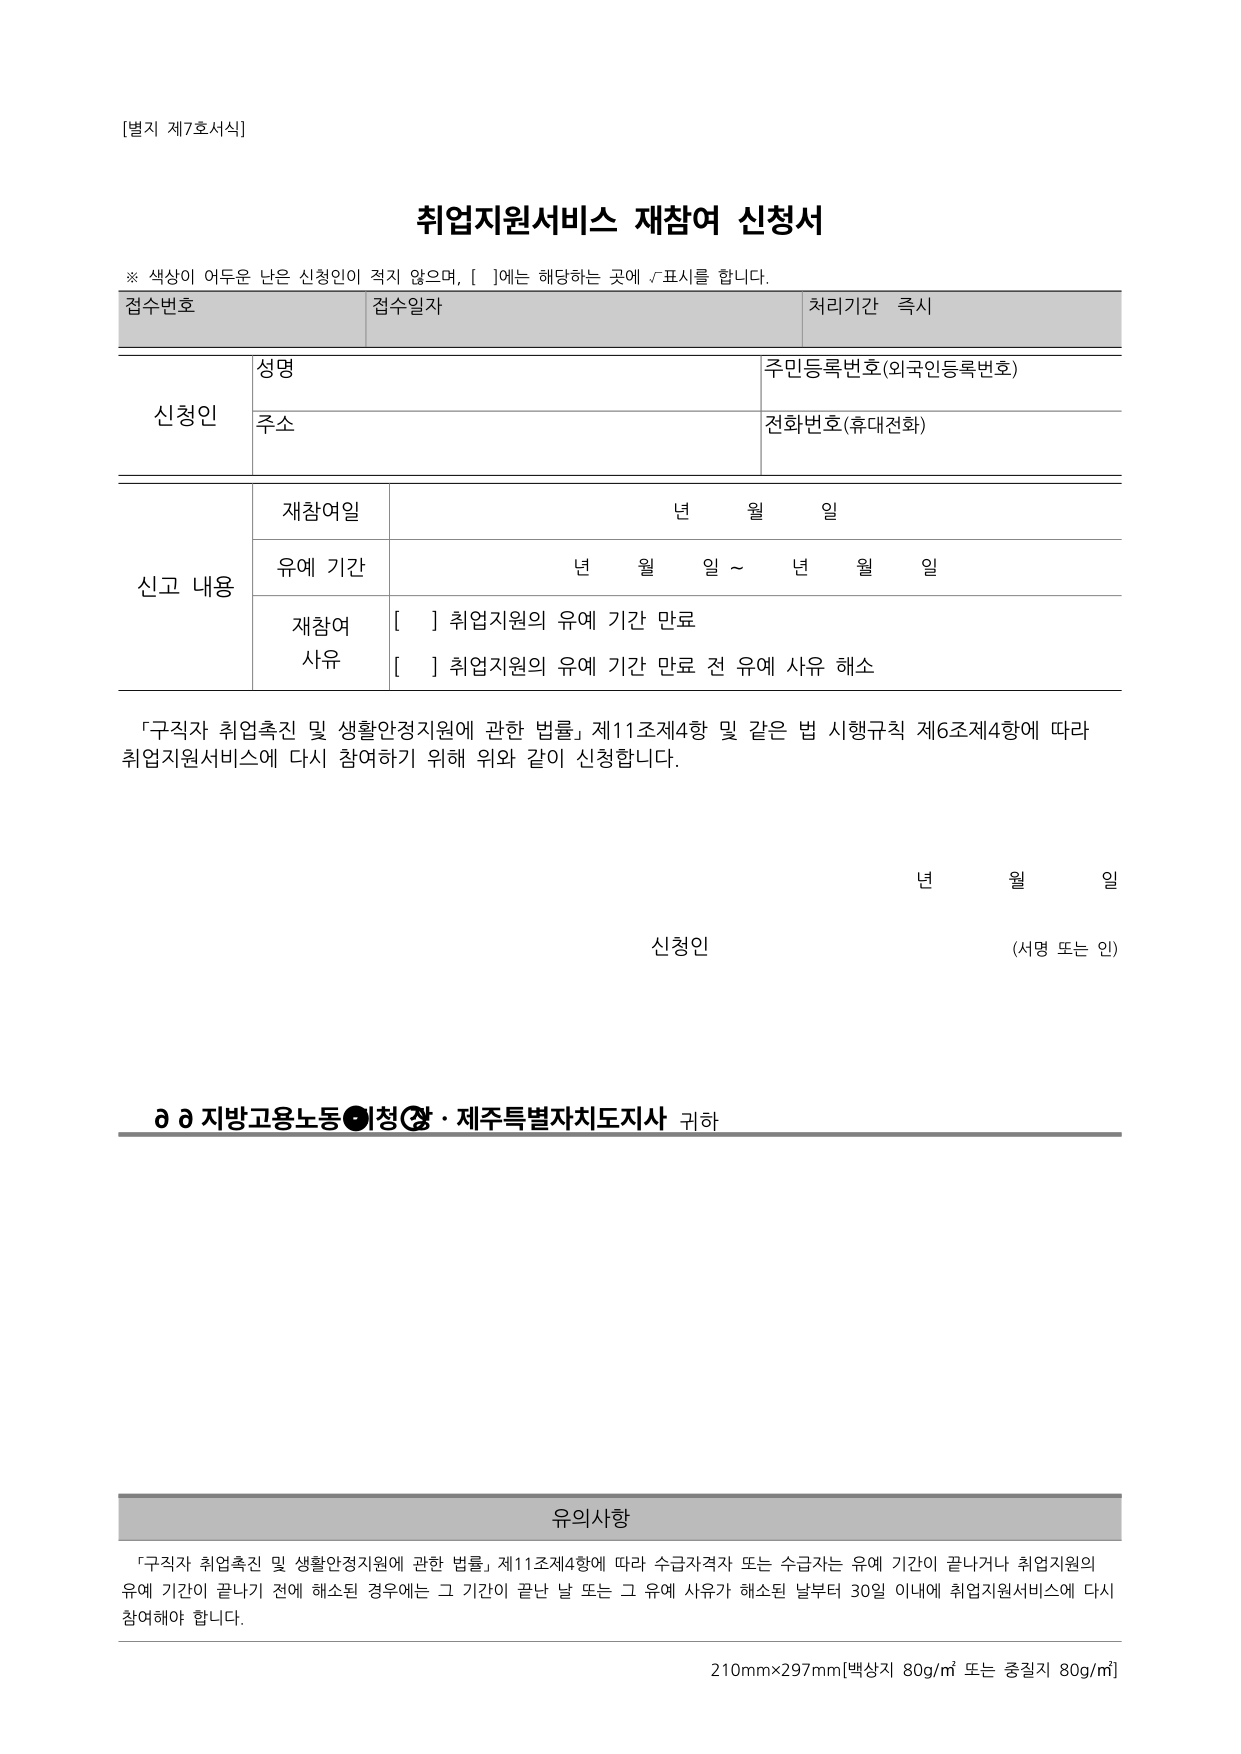 [별지 제7호서식]
취업지원서비스 재참여 신청서
※ 색상이 어두운 난은 신청인이 적지 않으며, [ ]에는 해당하는 곳에 √표시를 합니다.
접수번호 접수일자 처리기간 즉시
신청인
성명 주민등록번호(외국인등록번호)
주소 전화번호(휴대전화)
신고 내용
재참여일 년 월 일
유예 기간 년 월 일 ~ 년 월 일
재참여
사유
[ ] 취업지원의 유예 기간 만료
[ ] 취업지원의 유예 기간 만료 전 유예 사유 해소
「구직자 취업촉진 및 생활안정지원에 관한 법률」 제11조제4항 및 같은 법 시행규칙 제6조제4항에 따라
취업지원서비스에 다시 참여하기 위해 위와 같이 신청합니다.
년 월 일
신청인 (서명 또는 인)
∂ ∂ 지방고용노동 청 장 · 제주특별자치도지사 귀하
유의사항
「구직자 취업촉진 및 생활안정지원에 관한 법률」 제11조제4항에 따라 수급자격자 또는 수급자는 유예 기간이 끝나거나 취업지원의
유예 기간이 끝나기 전에 해소된 경우에는 그 기간이 끝난 날 또는 그 유예 사유가 해소된 날부터 30일 이내에 취업지원서비스에 다시
참여해야 합니다.
210mm×297mm[백상지 80g/㎡ 또는 중질지 80g/㎡]